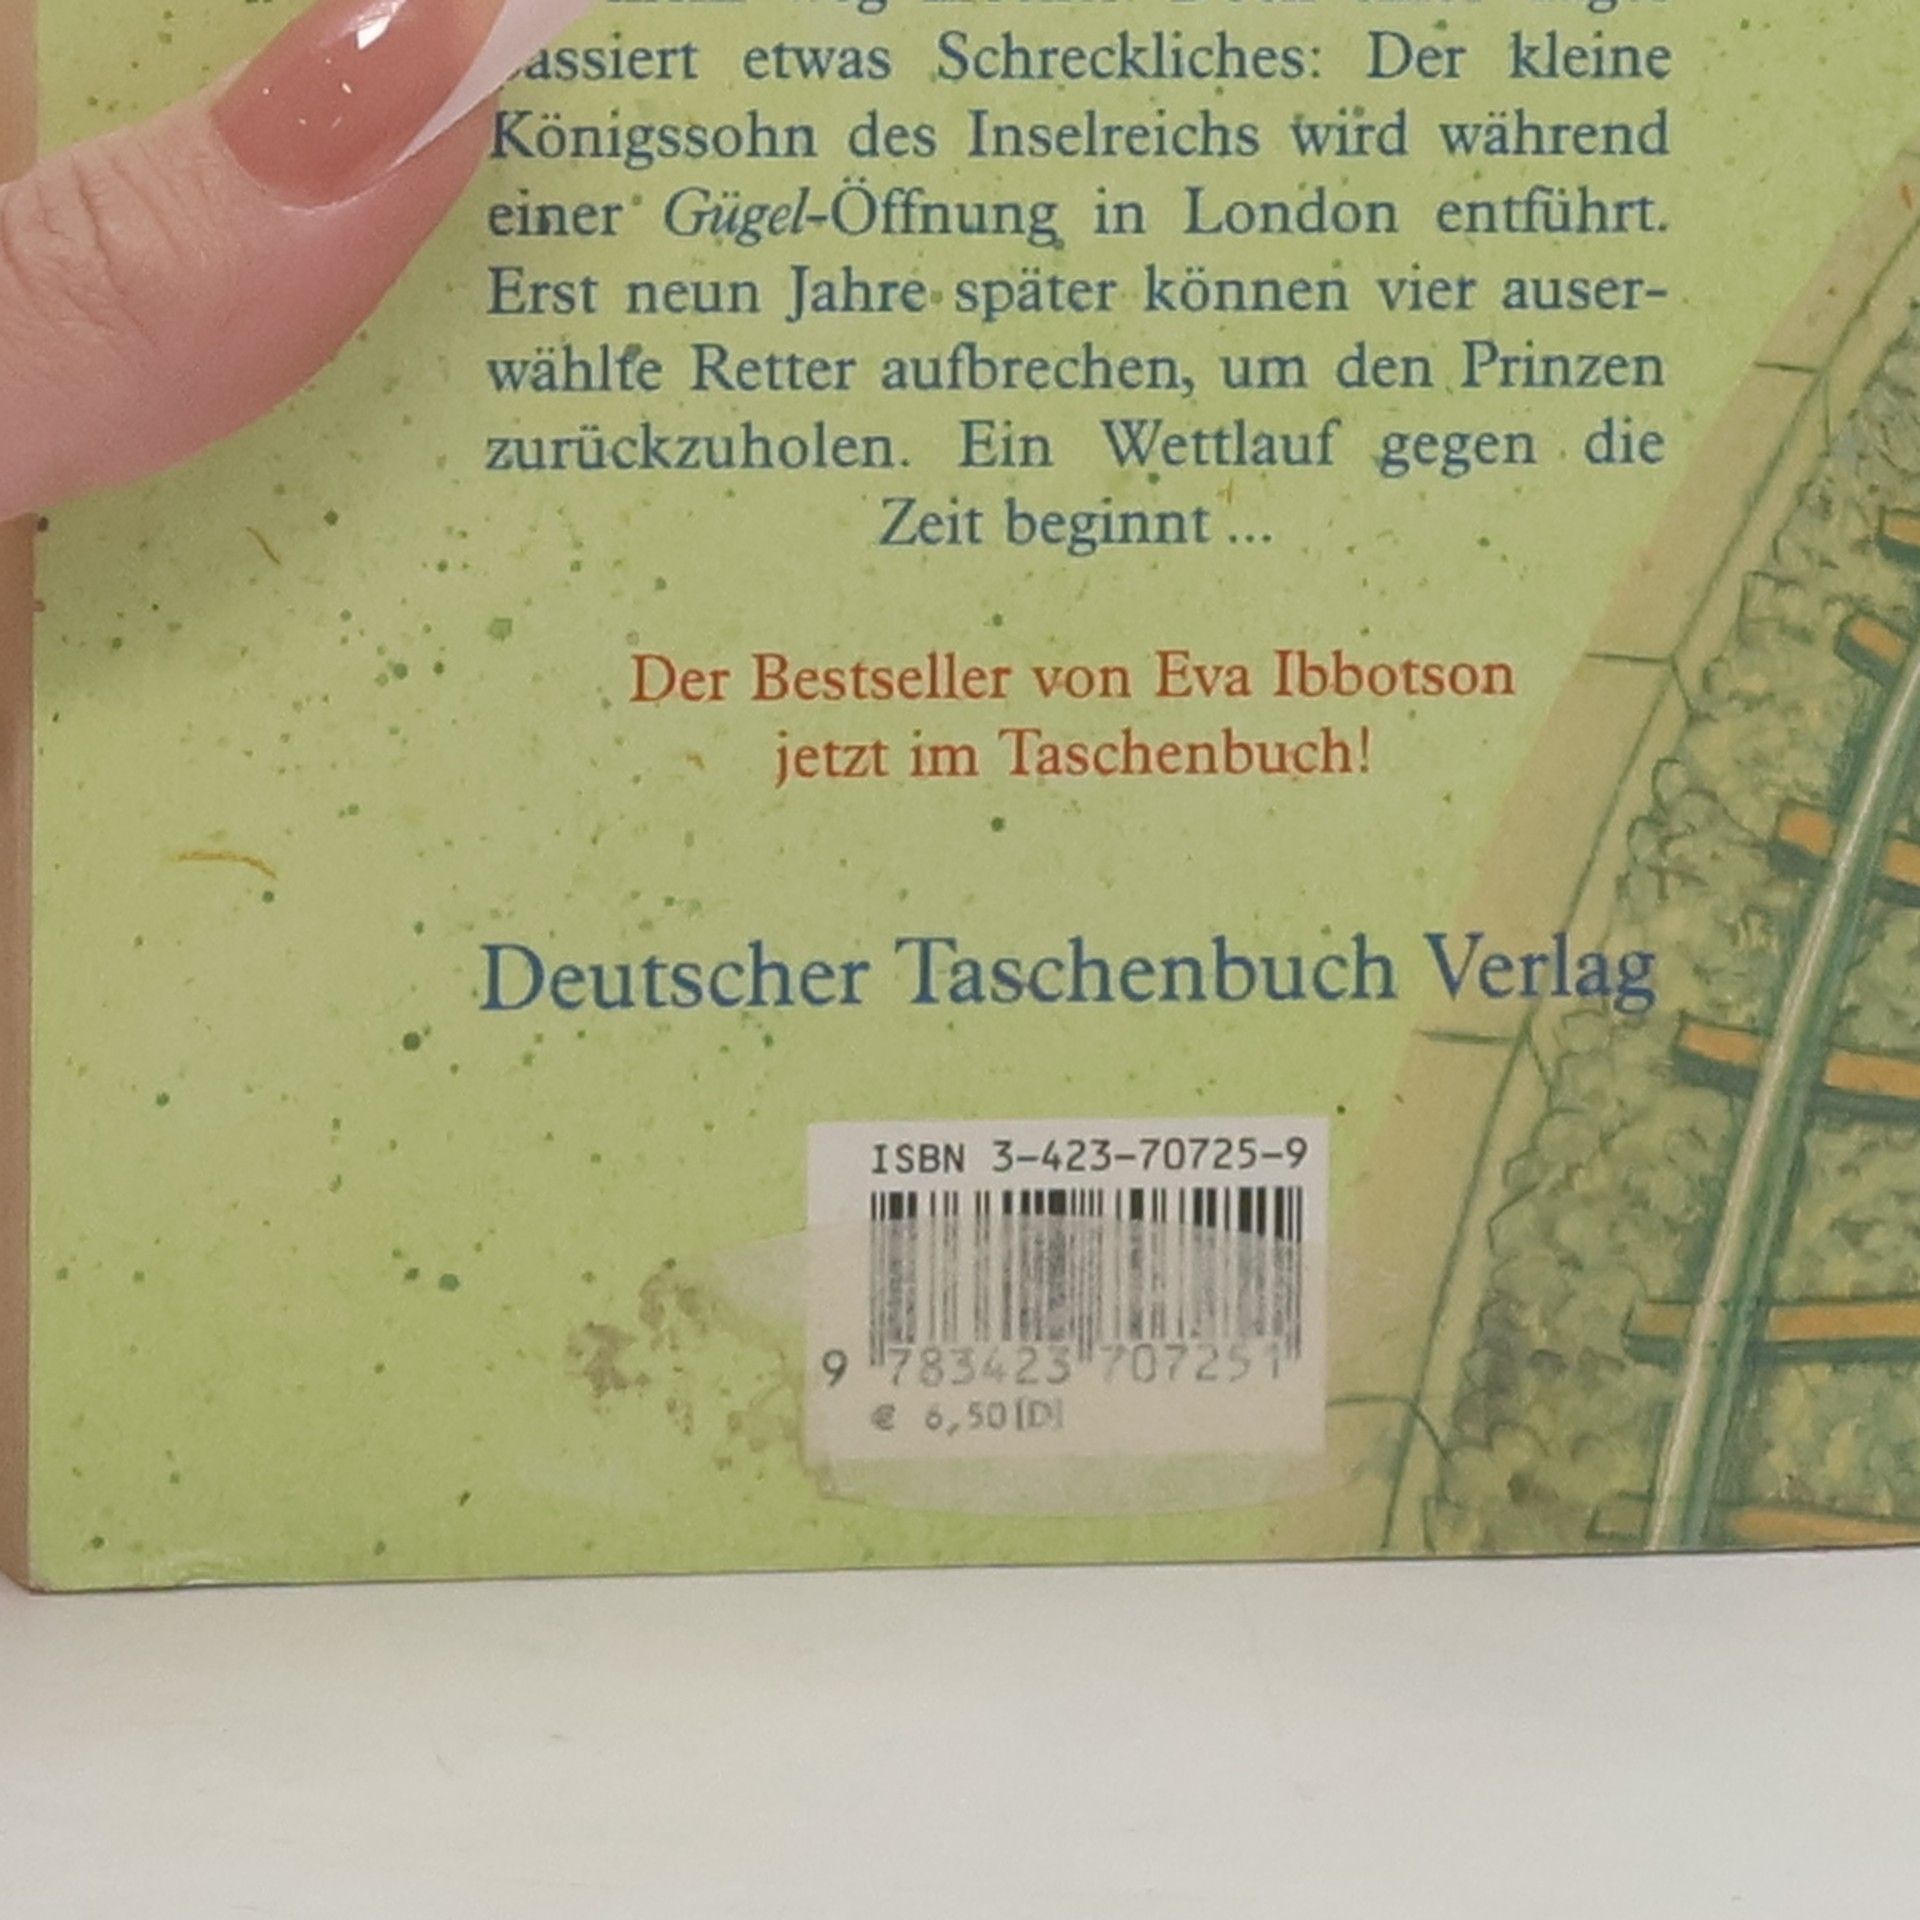 passiert etwas Schreckliches: Der kleine
Königssohn des Inselreichs wird während
einer Gügel-Öffnung in London entführt.
Erst neun Jahre später können vier auser-
wählte Retter aufbrechen, um den Prinzen
zurückzuholen. Ein Wettlauf gegen die
Zeit beginnt ...
Der Bestseller von Eva Ibbotson
jetzt im Taschenbuch!
Deutscher Taschenbuch Verlag
ISBN 3-423-70725-9
9 783423 707251
€ 6,50 [D]